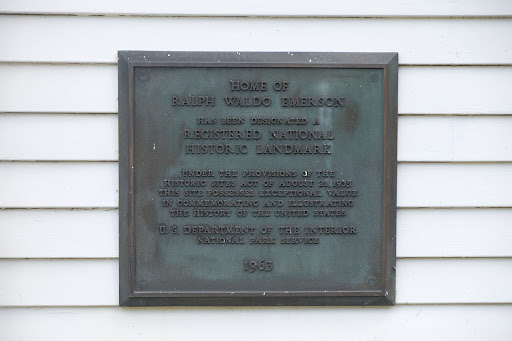 HOME OF
RALPH WALDO EMERSON
HAS BEEN DESIGNATED A
REGISTERED NATIONAL
HISTORIC LANDMARK
UNDER THE PROVISIONS OF THE
HISTORIC SITES ACT OF AUGUST 21, 1935
THIS SITE POSSESSES EXCEPTIONAL VALUE
IN COMMEMORATING AND ILLUSTRATING
THE HISTORY OF THE UNITED STATES
U.S. DEPARTMENT OF THE INTERIOR
NATIONAL PARK SERVICE
1963